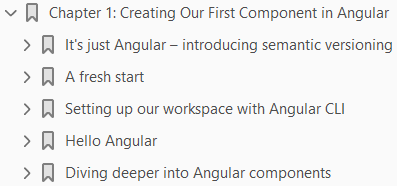 Chapter 1: Creating Our First Component in Angular
It's just Angular – introducing semantic versioning
A fresh start
Setting up our workspace with Angular CLI
Hello Angular
Diving deeper into Angular components